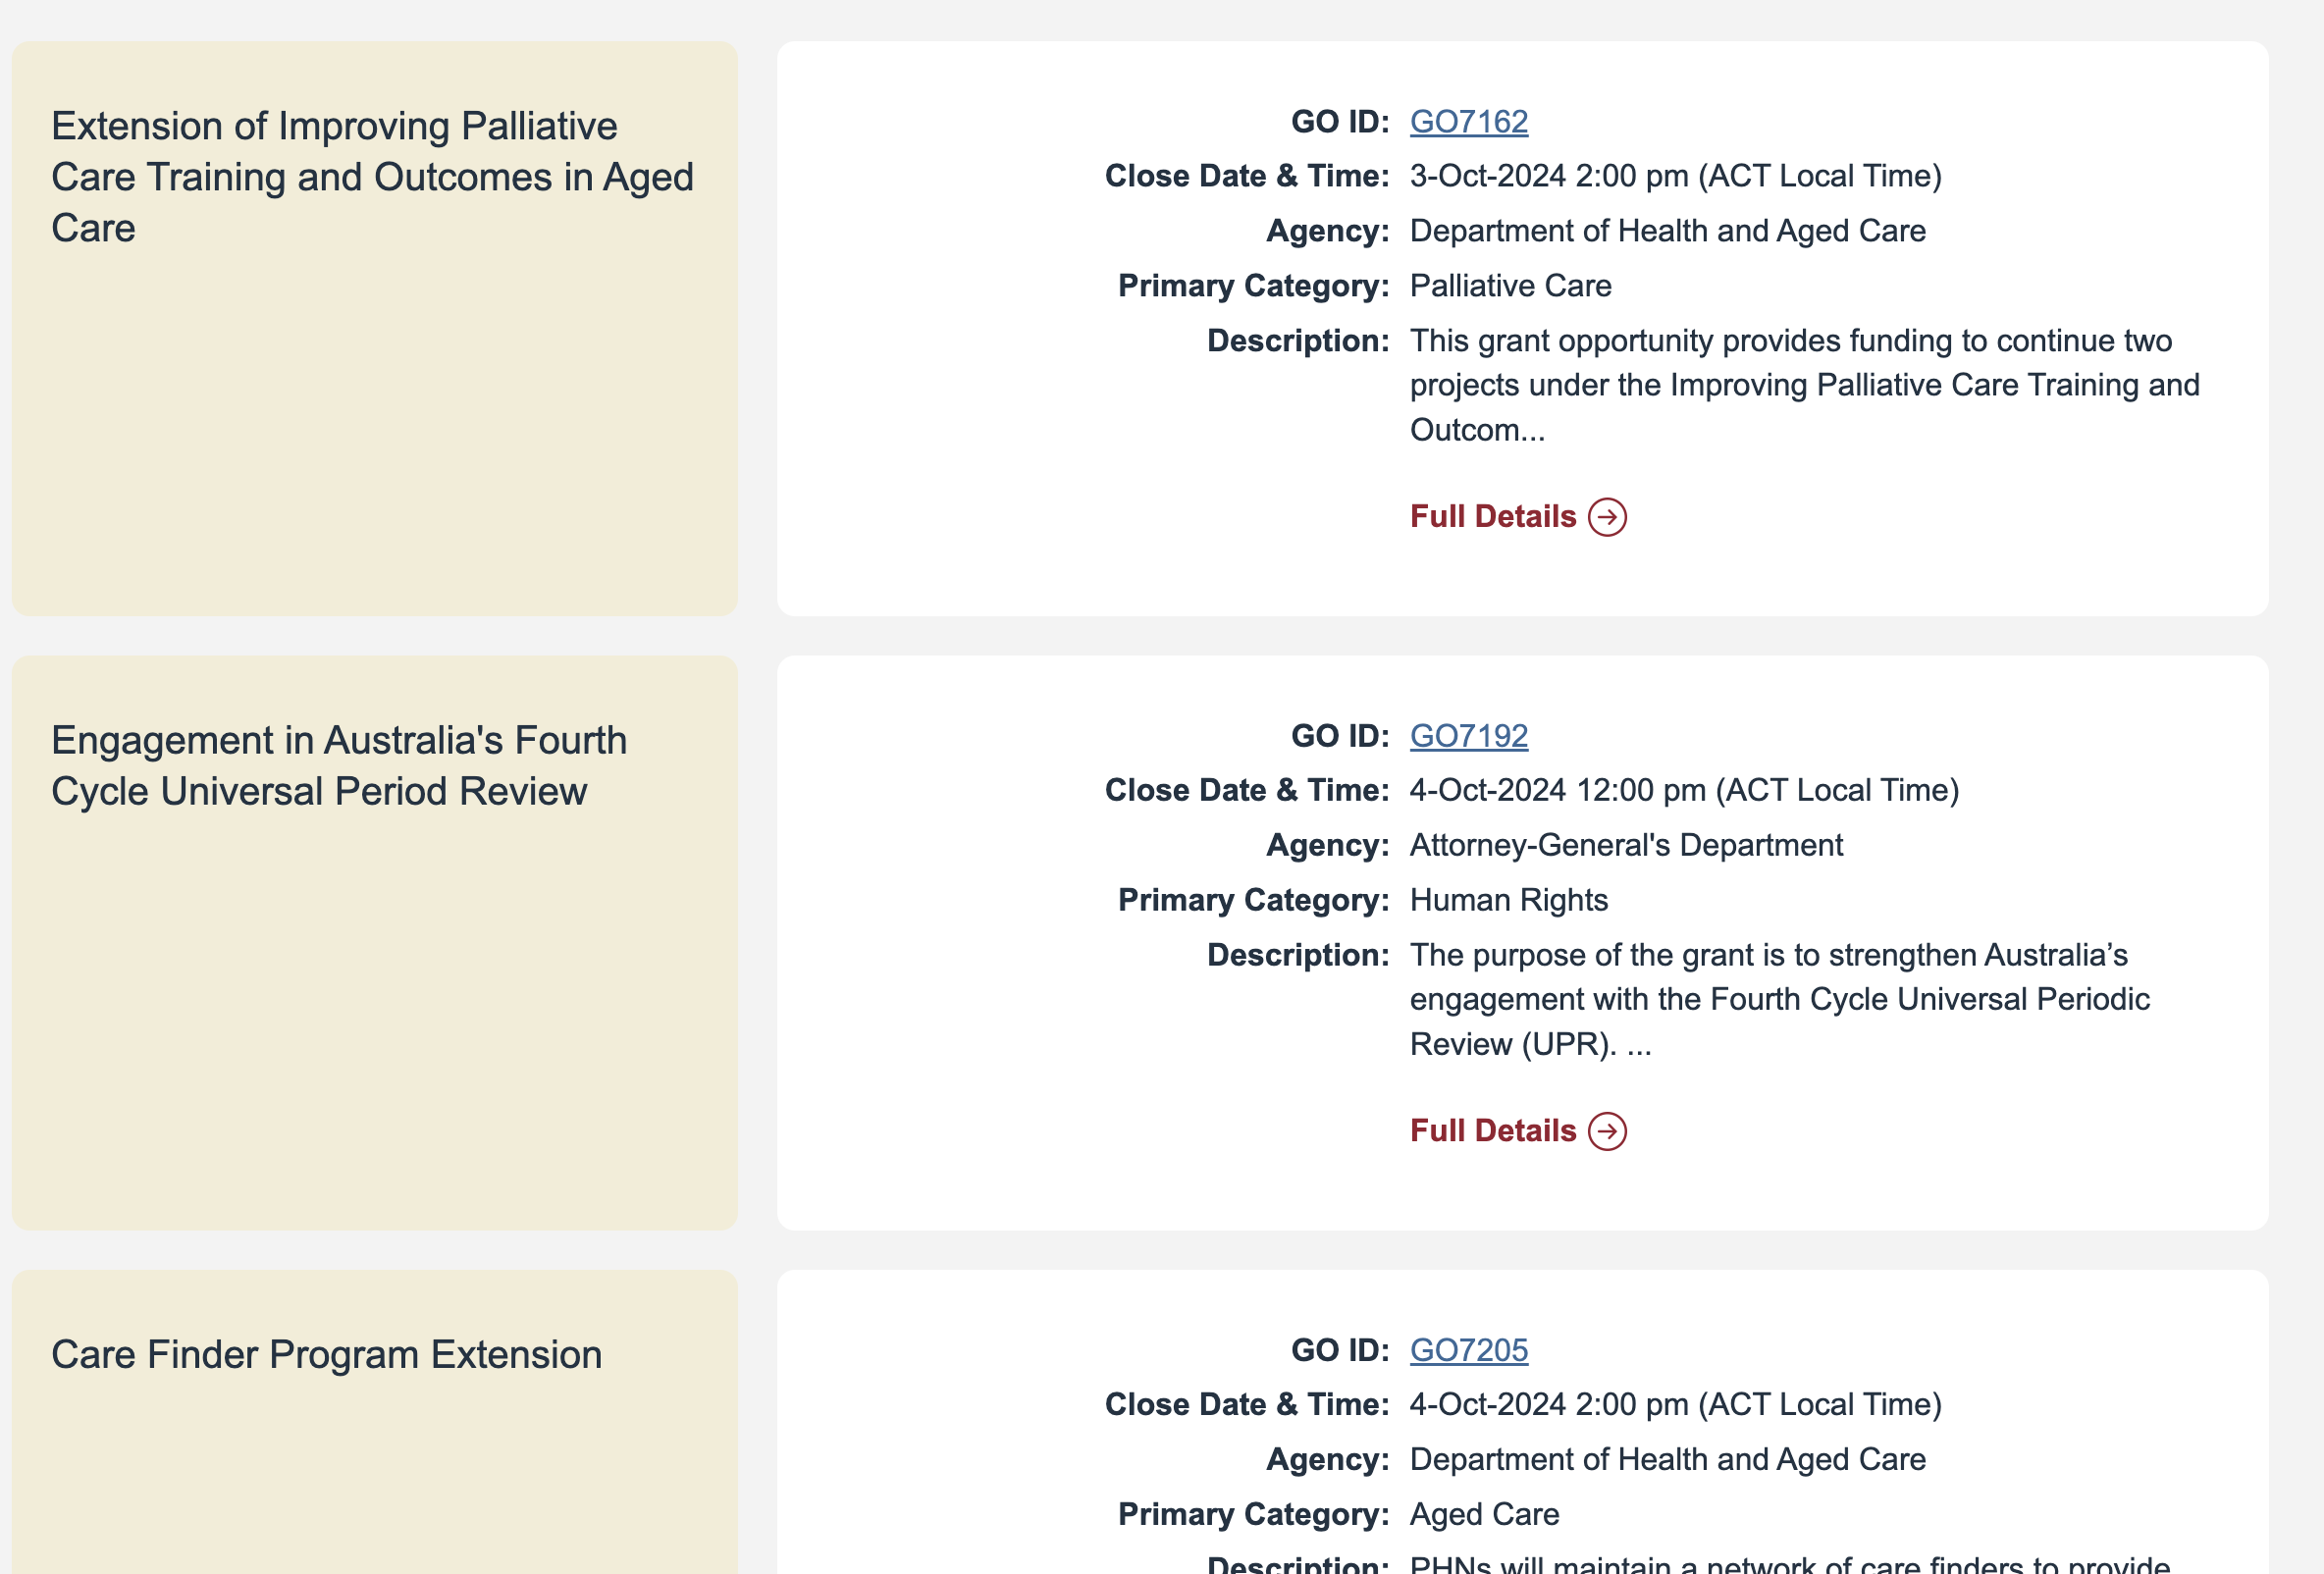 Extension of Improving Palliative
Care Training and Outcomes in Aged
Care
GO ID: GO7162
Close Date & Time: 3-Oct-2024 2:00 pm (ACT Local Time)
Agency: Department of Health and Aged Care
Primary Category: Palliative Care
Description: This grant opportunity provides funding to continue two
projects under the Improving Palliative Care Training and
Outcom...
Full Details
Engagement in Australia's Fourth
Cycle Universal Period Review
GO ID: GO7192
Close Date & Time: 4-Oct-2024 12:00 pm (ACT Local Time)
Agency: Attorney-General's Department
Primary Category: Human Rights
Description: The purpose of the grant is to strengthen Australia’s
engagement with the Fourth Cycle Universal Periodic
Review (UPR). ...
Full Details
Care Finder Program Extension
GO ID: GO7205
Close Date & Time: 4-Oct-2024 2:00 pm (ACT Local Time)
Agency: Department of Health and Aged Care
Primary Category: Aged Care
Description: PHNs will maintain a network of care finders to provide